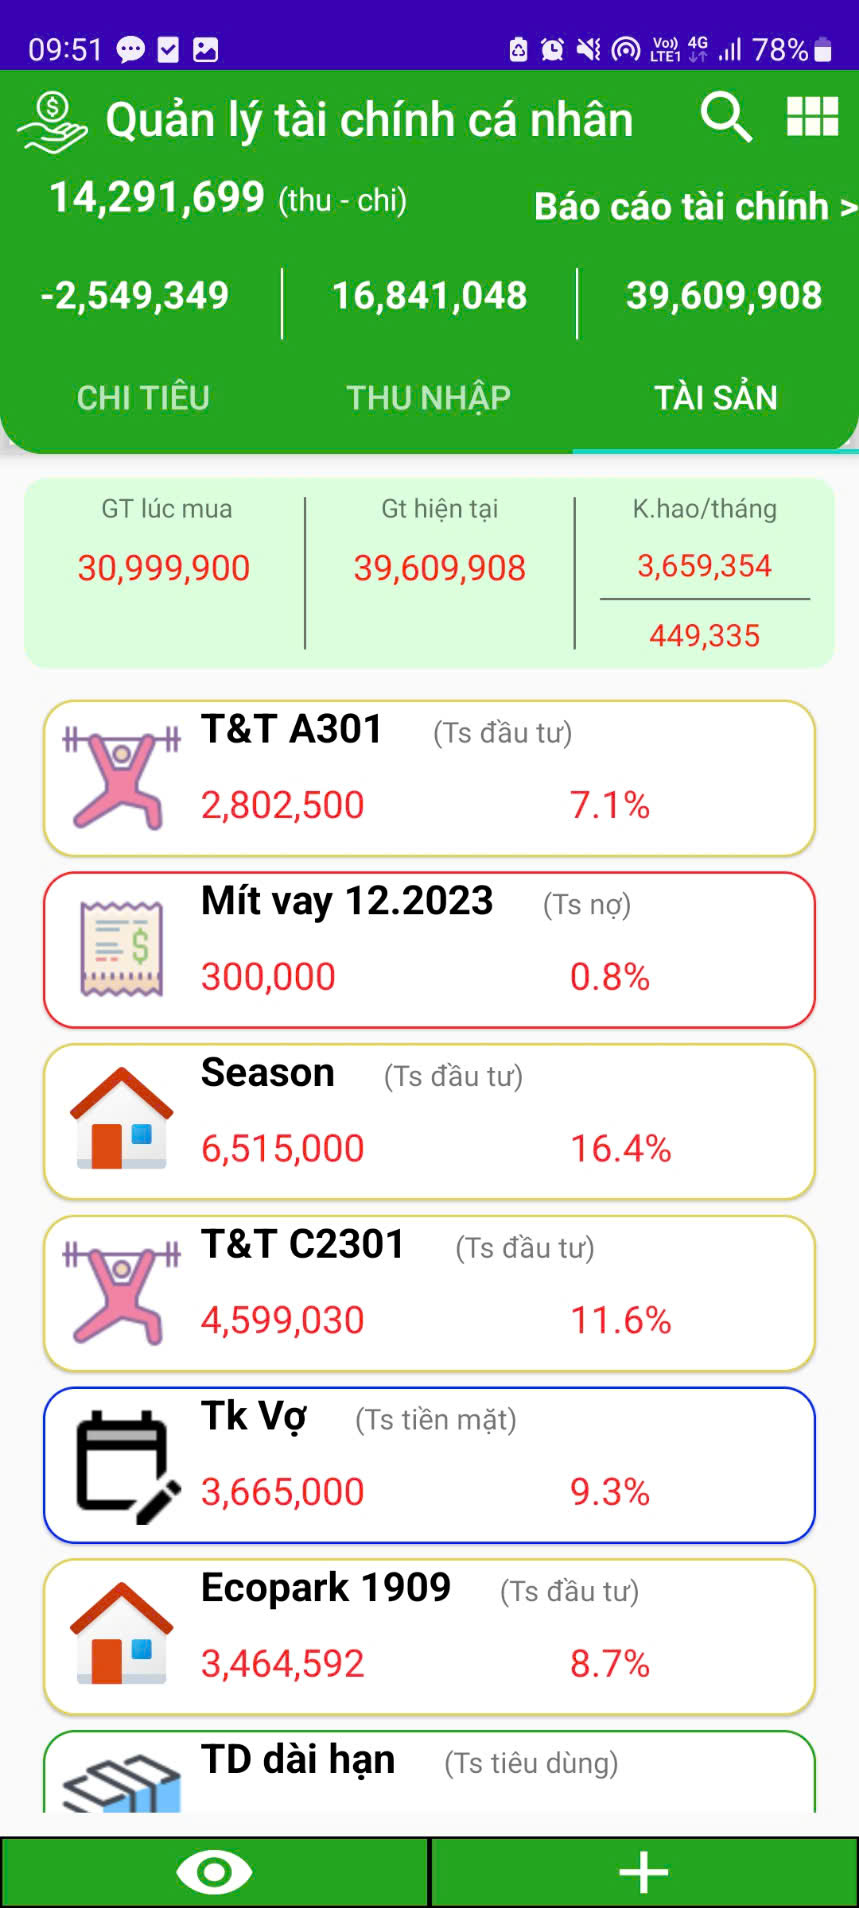 09:51 Vo)) LTE1 4G 78%
Quản lý tài chính cá nhân
14,291,699 (thu - chi) Báo cáo tài chính >
-2,549,349 16,841,048 39,609,908
CHI TIÊU THU NHẬP TÀI SẢN
GT lúc mua Gt hiện tại K.hao/tháng
30,999,900 39,609,908 3,659,354
449,335
T&T A301 (Ts đầu tư)
2,802,500 7.1%
Mít vay 12.2023 (Ts nợ)
300,000 0.8%
Season (Ts đầu tư)
6,515,000 16.4%
T&T C2301 (Ts đầu tư)
4,599,030 11.6%
Tk Vợ (Ts tiền mặt)
3,665,000 9.3%
Ecopark 1909 (Ts đầu tư)
3,464,592 8.7%
TD dài hạn (Ts tiêu dùng)